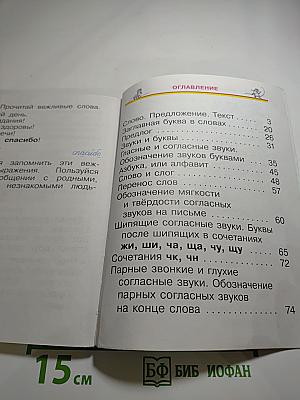 Прочитай вежливые слова.
й день.
дания!
здоровы!
ечи!
спасибо!
спасибо
запомнить эти веж-
ыражения. Пользуйся
общении с родными,
незнакомыми людь-
ОГЛАВЛЕНИЕ
Слово. Предложение. Текст 3
Заглавная буква в словах 20
Предлог 26
Звуки и буквы 31
Гласные и согласные звуки.
Обозначение звуков буквами 35
Азбука, или алфавит 45
Слово и слог 48
Перенос слов 57
Обозначение мягкости
и твёрдости согласных
звуков на письме 60
Шипящие согласные звуки. Буквы
после шипящих в сочетаниях
жи, ши, ча, ща, чу, щу 65
Сочетания чк, чн 72
Парные звонкие и глухие
согласные звуки. Обозначение
парных согласных звуков
на конце слова 74
15 см
БФ БИБ ИОФАН